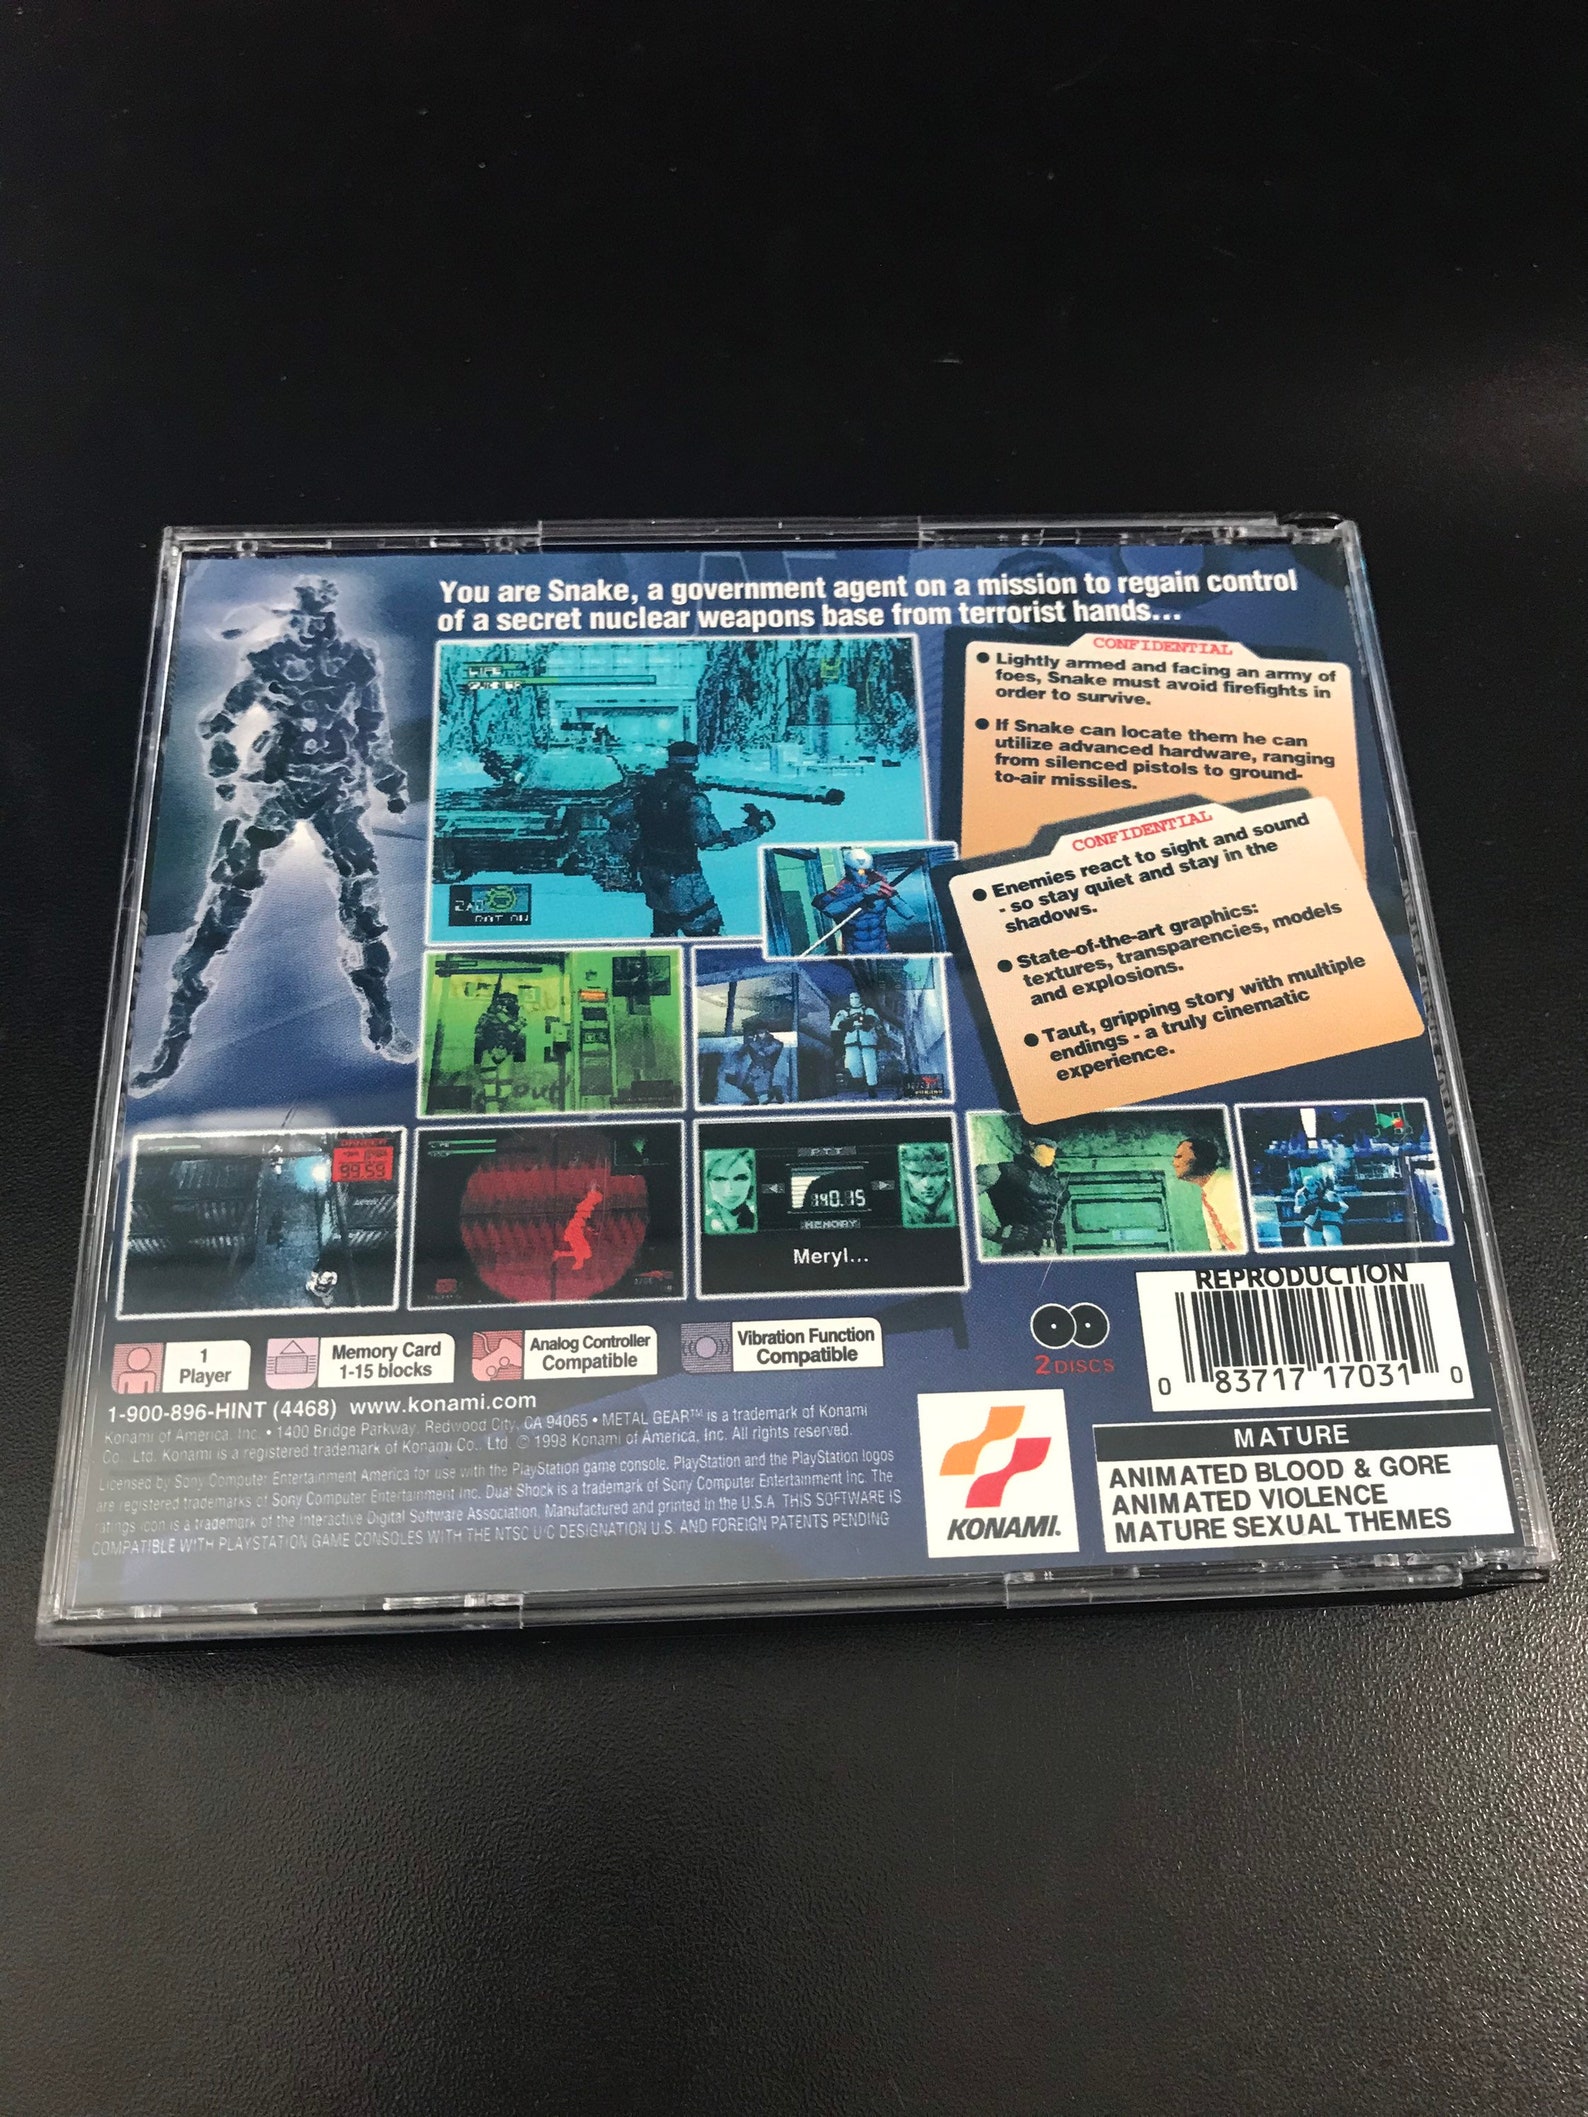 You are Snake, a government agent on a mission to regain control
of a secret nuclear weapons base from terrorist hands...
CONFIDENTIAL
● Lightly armed and facing an army of
foes, Snake must avoid firefights in
order to survive.
● If Snake can locate them he can
utilize advanced hardware, ranging
from silenced pistols to ground-
to-air missiles.
CONFIDENTIAL
● Enemies react to sight and sound
- so stay quiet and stay in the
shadows.
● State-of-the-art graphics:
textures, transparencies, models
and explosions.
● Taut, gripping story with multiple
endings - a truly cinematic
experience.
LIFE
DANGER
99.59
PTT
140.15
MEMORY
Meryl...
1
Player
Memory Card
1-15 blocks
Analog Controller
Compatible
Vibration Function
Compatible
2 DISCS
REPRODUCTION
0 83717 17031 0
1-900-896-HINT (4468) www.konami.com
Konami of America, Inc. • 1400 Bridge Parkway, Redwood City, CA 94065 • METAL GEAR™ is a trademark of Konami
Co., Ltd. Konami is a registered trademark of Konami Co., Ltd. © 1998 Konami of America, Inc. All rights reserved.
Licensed by Sony Computer Entertainment America for use with the PlayStation game console. PlayStation and the PlayStation logos
are registered trademarks of Sony Computer Entertainment Inc. Dual Shock is a trademark of Sony Computer Entertainment Inc. The
ratings icon is a trademark of the Interactive Digital Software Association. Manufactured and printed in the U.S.A. THIS SOFTWARE IS
COMPATIBLE WITH PLAYSTATION GAME CONSOLES WITH THE NTSC U/C DESIGNATION U.S. AND FOREIGN PATENTS PENDING
KONAMI.
MATURE
ANIMATED BLOOD & GORE
ANIMATED VIOLENCE
MATURE SEXUAL THEMES